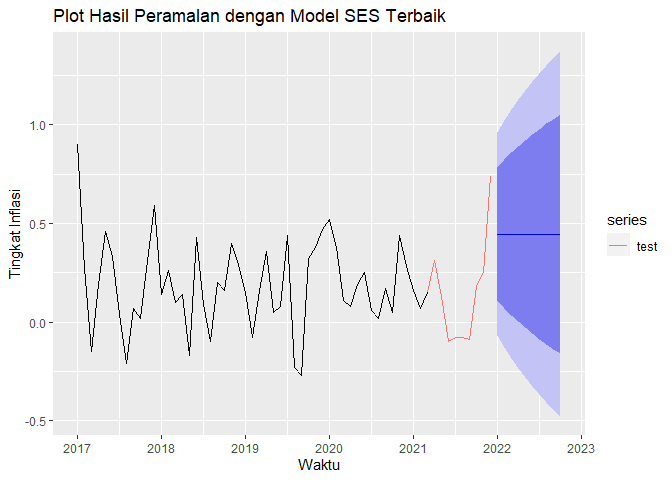 Plot Hasil Peramalan dengan Model SES Terbaik
Tingkat Inflasi
1.0
0.5
0.0
-0.5
2017 2018 2019 2020 2021 2022 2023
Waktu
series
test